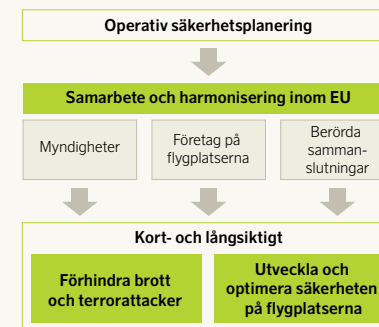 Operativ säkerhetsplanering
Samarbete och harmonisering inom EU
Myndigheter
Företag på
flygplatserna
Berörda
samman-
slutningar
Kort- och långsiktigt
Förhindra brott
och terrorattacker
Utveckla och
optimera säkerheten
på flygplatserna